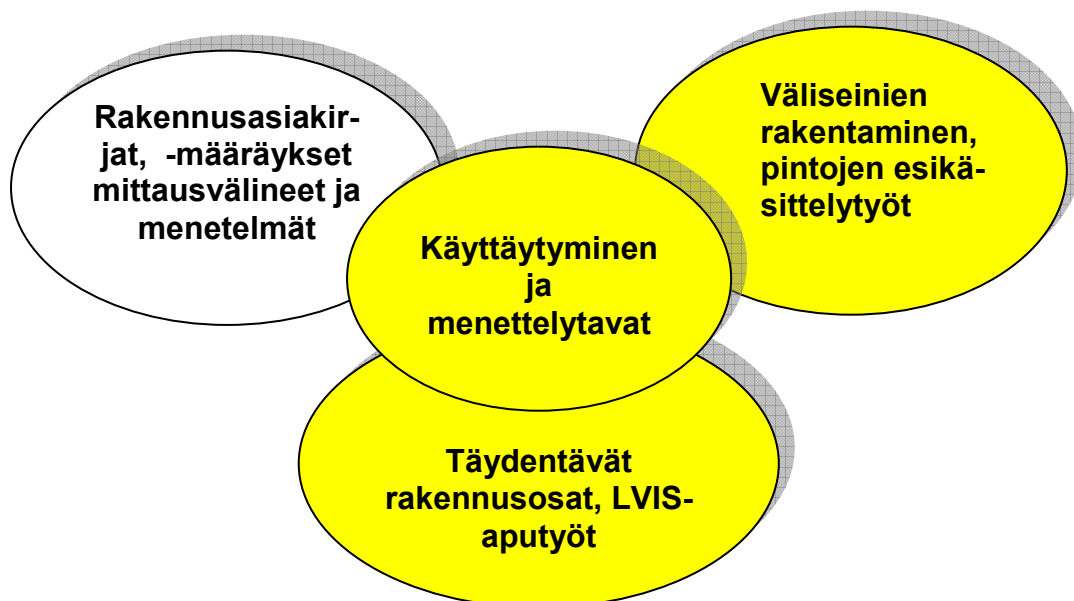 Rakennusasiakir-
jat,  -määräykset
mittausvälineet ja
menetelmät
Väliseinien
rakentaminen,
pintojen esikä-
sittelytyöt
Käyttäytyminen
ja
menettelytavat
Täydentävät
rakennusosat, LVIS-
aputyöt